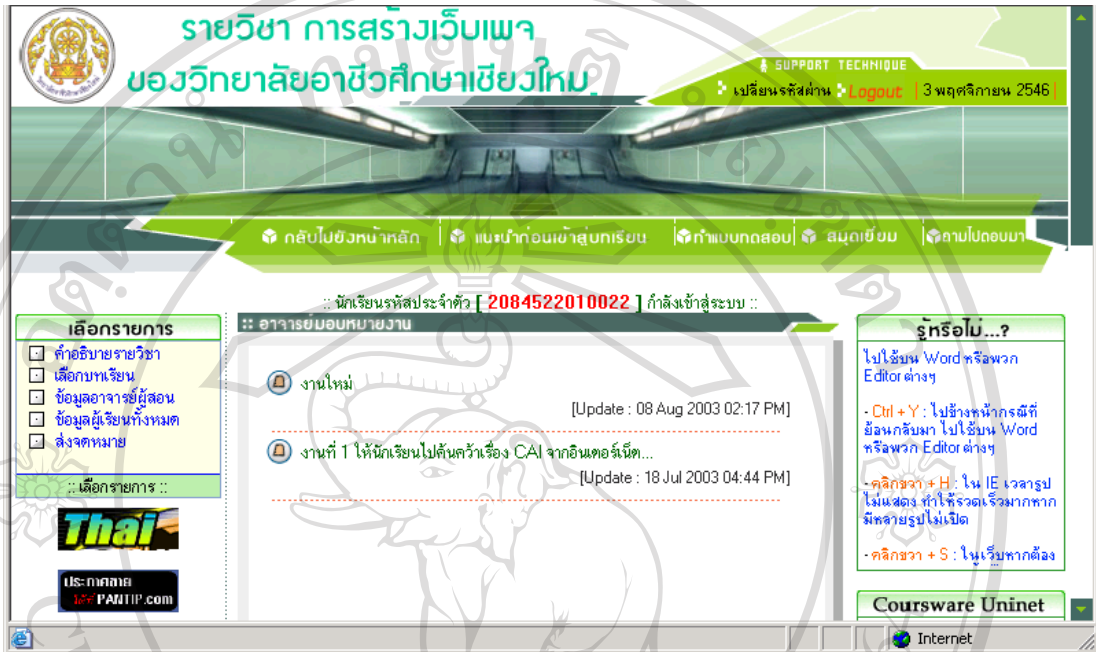 รายวิชา การสร้างเว็บเพจ
ของวิทยาลัยอาชีวศึกษาเชียงใหม่
SUPPORT TECHNIQUE
เปลี่ยนรหัสผ่าน Logout | 3 พฤศจิกายน 2546 |
กลับไปยังหน้าหลัก | แนะนำก่อนเข้าสู่บทเรียน | ทำแบบทดสอบ | สมุดเยี่ยม | ถามไปตอบมา
:: นักเรียนรหัสประจำตัว [ 2084522010022 ] กำลังเข้าสู่ระบบ ::
เลือกรายการ
คำอธิบายรายวิชา
เลือกบทเรียน
ข้อมูลอาจารย์ผู้สอน
ข้อมูลผู้เรียนทั้งหมด
ส่งจดหมาย
:: เลือกรายการ ::
Thai
ประกาศขาย
PANTIP.com
:: อาจารย์มอบหมายงาน
งานใหม่
[Update : 08 Aug 2003 02:17 PM]
งานที่ 1 ให้นักเรียนไปค้นคว้าเรื่อง CAI จากอินเตอร์เน็ต...
[Update : 18 Jul 2003 04:44 PM]
รู้หรือไม่...?
ไปใช้บน Word หรือพวก
Editor ต่างๆ
- Ctrl + Y : ไปข้างหน้ากรณีที่
ย้อนกลับมา ไปใช้บน Word
หรือพวก Editor ต่างๆ
- คลิกขวา + H : ใน IE เวลารูป
ไม่แสดง ทำให้รวดเร็วมากหาก
มีหลายรูปไม่เปิด
- คลิกขวา + S : ในเว็บหากต้อง
Coursware Uninet
Internet